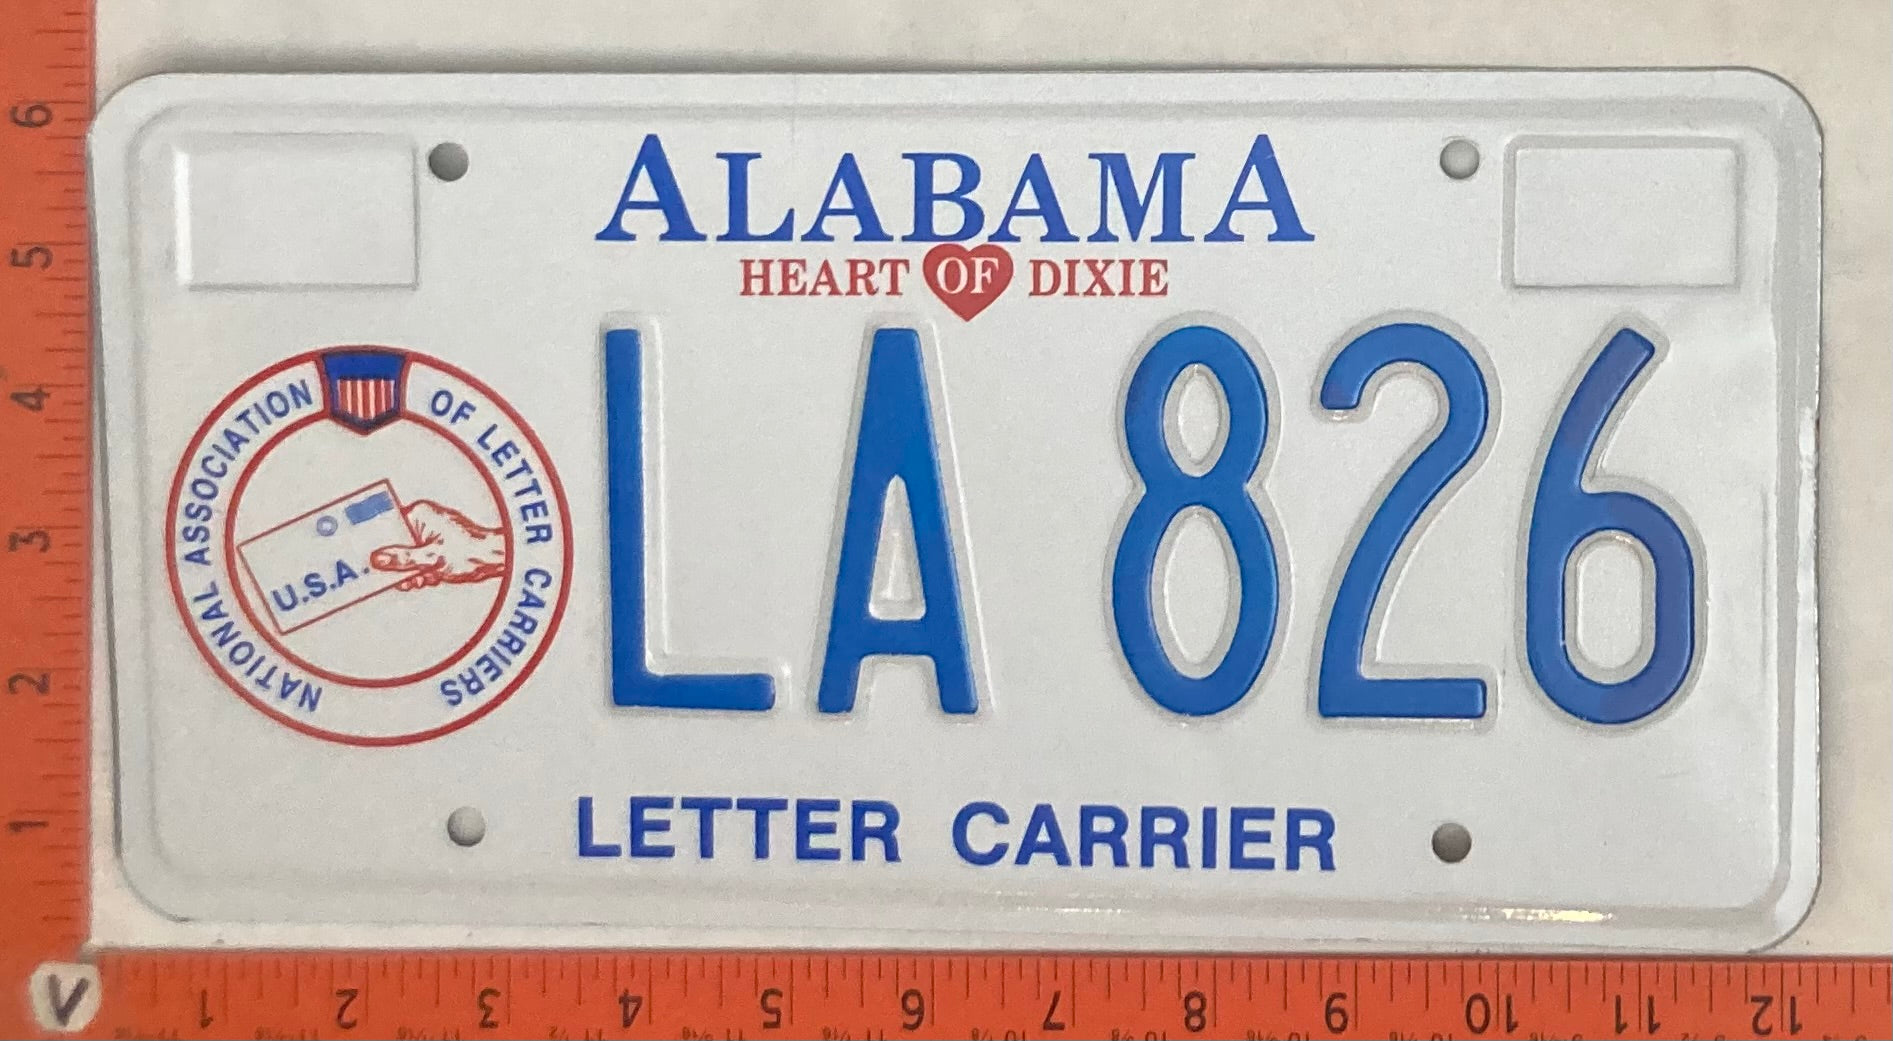 ALABAMA
HEART OF DIXIE
NATIONAL ASSOCIATION OF LETTER CARRIERS
U.S.A.
LA 826
LETTER CARRIER
6
5
4
3
2
1
1 2 3 4 5 6 7 8 9 10 11 12